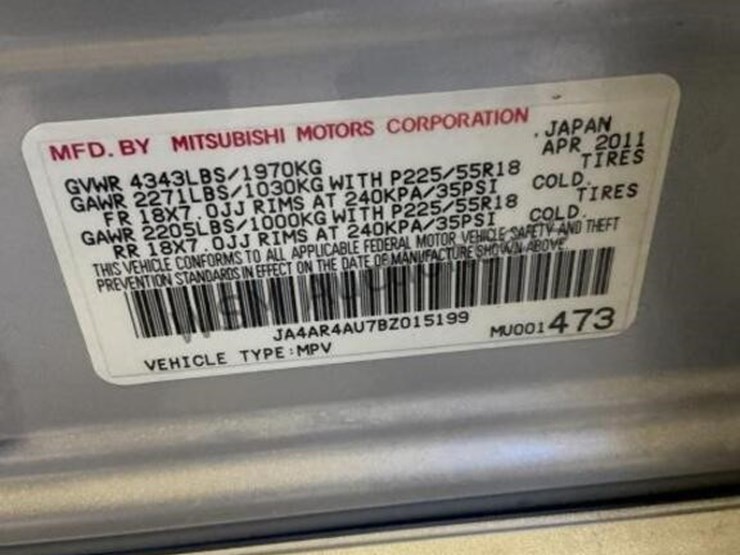 MFD. BY MITSUBISHI MOTORS CORPORATION , JAPAN
APR 2011
GVWR 4343LBS/1970KG
GAWR 2271LBS/1030KG WITH P225/55R18 TIRES
FR 18X7.0JJ RIMS AT 240KPA/35PSI COLD.
GAWR 2205LBS/1000KG WITH P225/55R18 TIRES
RR 18X7.0JJ RIMS AT 240KPA/35PSI COLD.
THIS VEHICLE CONFORMS TO ALL APPLICABLE FEDERAL MOTOR VEHICLE SAFETY AND THEFT
PREVENTION STANDARDS IN EFFECT ON THE DATE OF MANUFACTURE SHOWN ABOVE
JA4AR4AU7BZ015199
VEHICLE TYPE:MPV
MU001473